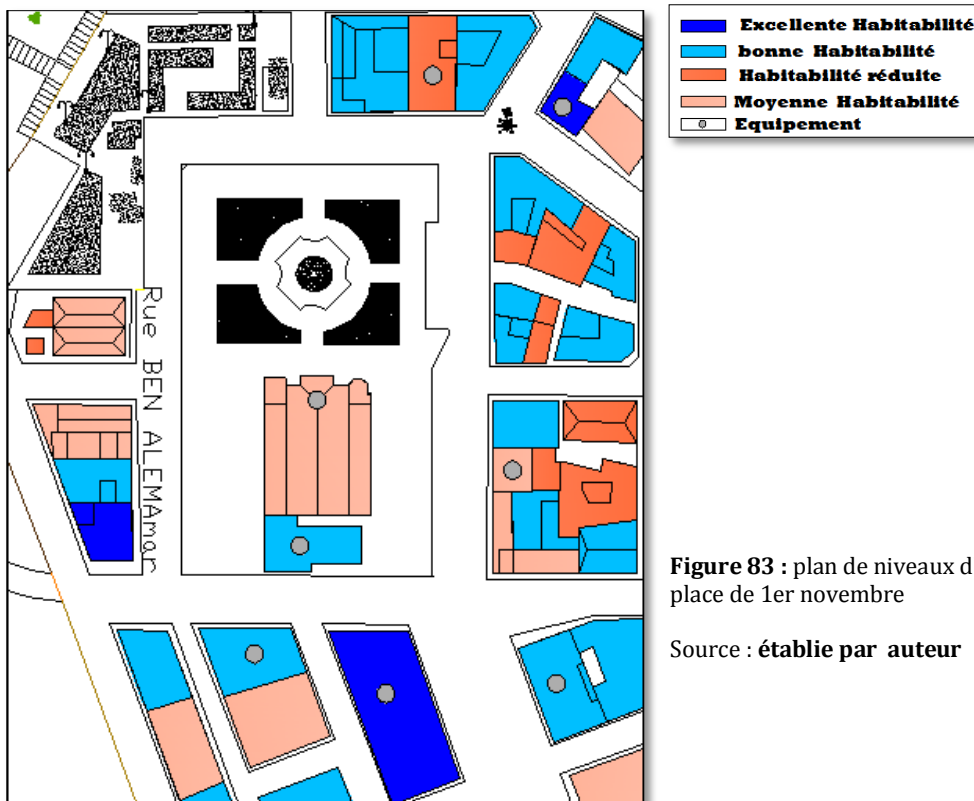 Excellente Habitabilité
bonne Habitabilité
Habitabilité réduite
Moyenne Habitabilité
Equipement
Rue BEN ALEMAmar
Figure 83 : plan de niveaux d
place de 1er novembre
Source : établie par auteur